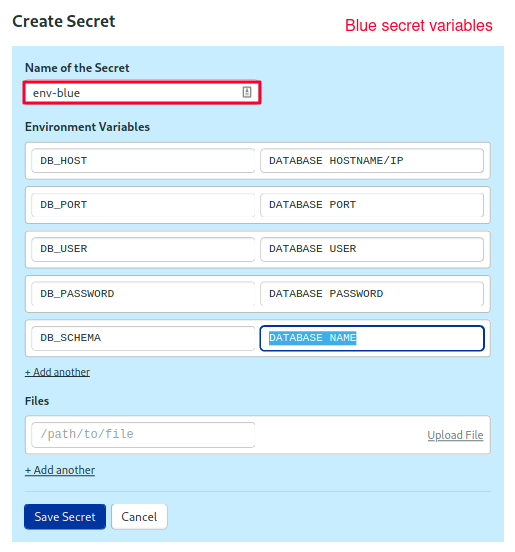 Create Secret
Blue secret variables
Name of the Secret
env-blue
Environment Variables
DB_HOST DATABASE HOSTNAME/IP
DB_PORT DATABASE PORT
DB_USER DATABASE USER
DB_PASSWORD DATABASE PASSWORD
DB_SCHEMA DATABASE NAME
+ Add another
Files
/path/to/file Upload File
+ Add another
Save Secret Cancel